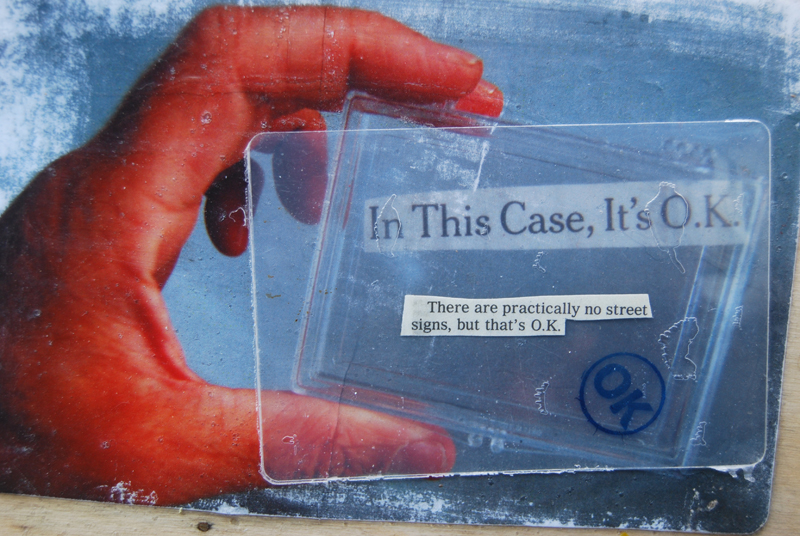 In This Case, It's O.K.
There are practically no street
signs, but that's O.K.
OK